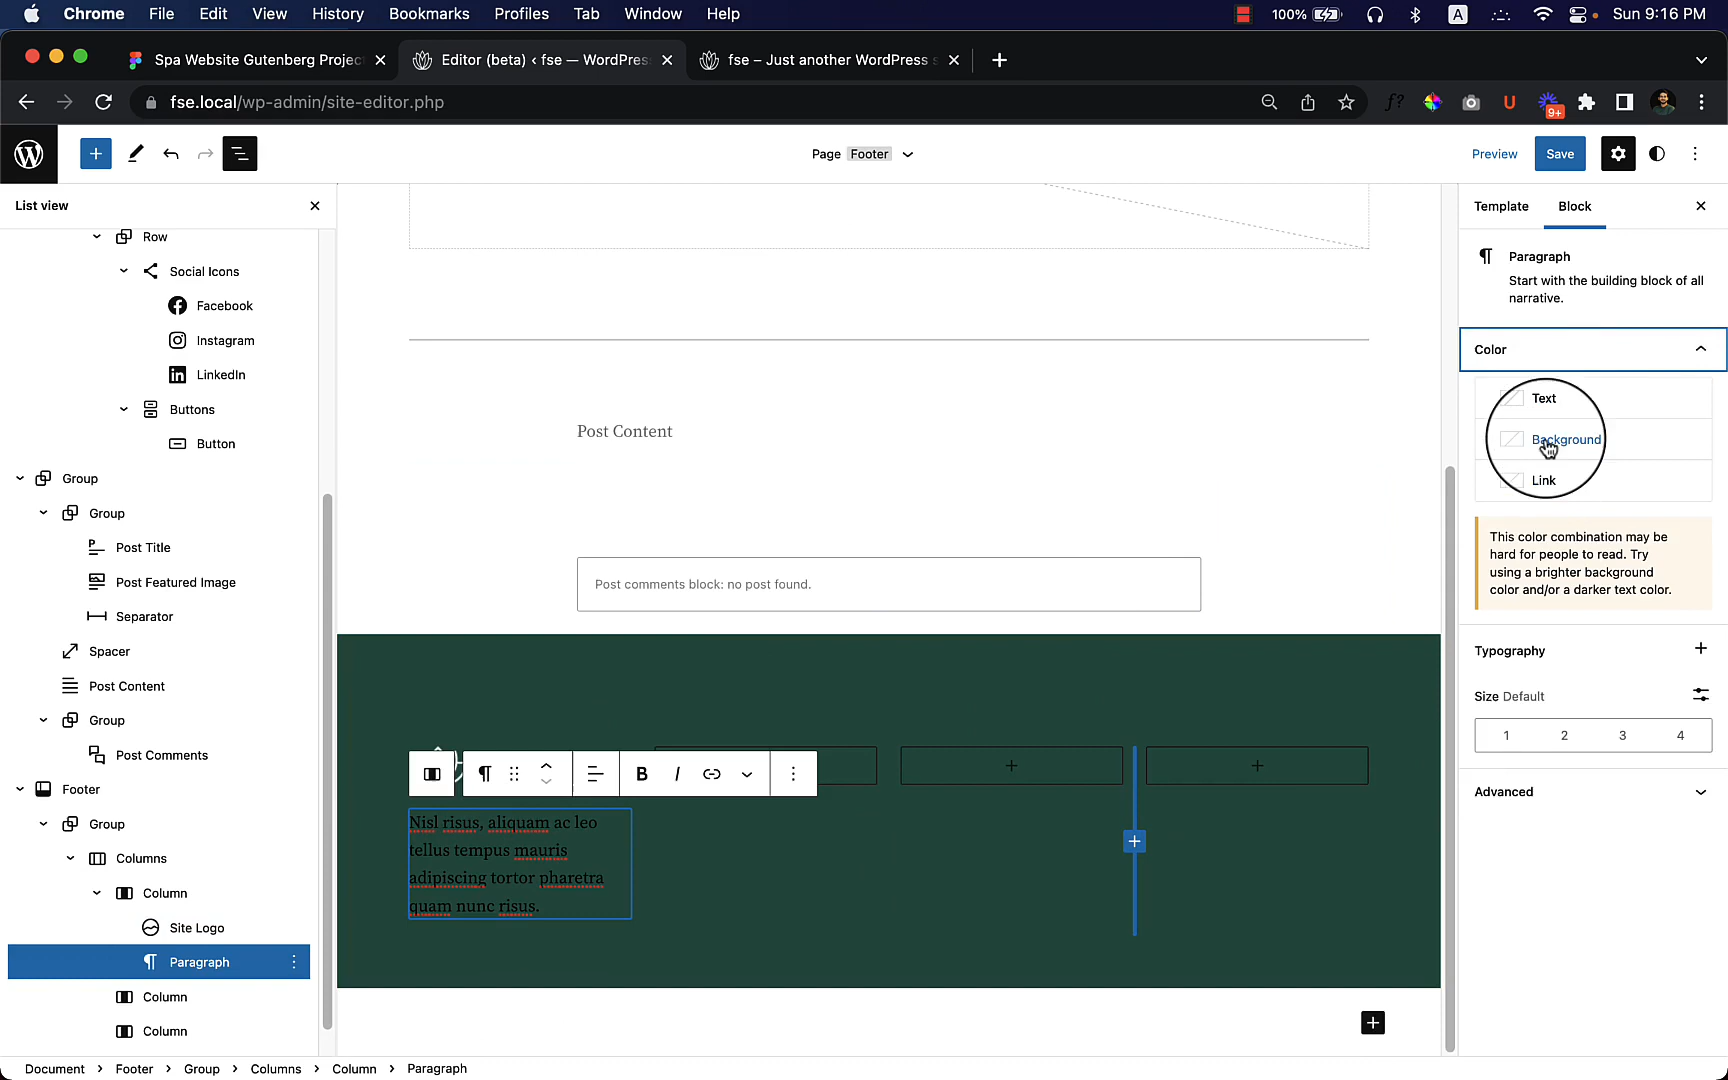 Chrome File Edit View History Bookmarks Profiles Tab Window Help 100% A Sun 9:16 PM
Spa Website Gutenberg Projec Editor (beta) ‹ fse — WordPres fse – Just another WordPress s
fse.local/wp-admin/site-editor.php f? U 9+
Page Footer Preview Save
List view
Row
Social Icons
Facebook
Instagram
LinkedIn
Buttons
Button
Group
Group
Post Title
Post Featured Image
Separator
Spacer
Post Content
Group
Post Comments
Footer
Group
Columns
Column
Site Logo
Paragraph
Column
Column
Post Content
Post comments block: no post found.
B I
Nisl risus, aliquam ac leo
tellus tempus mauris
adipiscing tortor pharetra
quam nunc risus.
Template Block
Paragraph
Start with the building block of all
narrative.
Color
Text
Background
Link
This color combination may be
hard for people to read. Try
using a brighter background
color and/or a darker text color.
Typography
Size Default
1 2 3 4
Advanced
Document › Footer › Group › Columns › Column › Paragraph